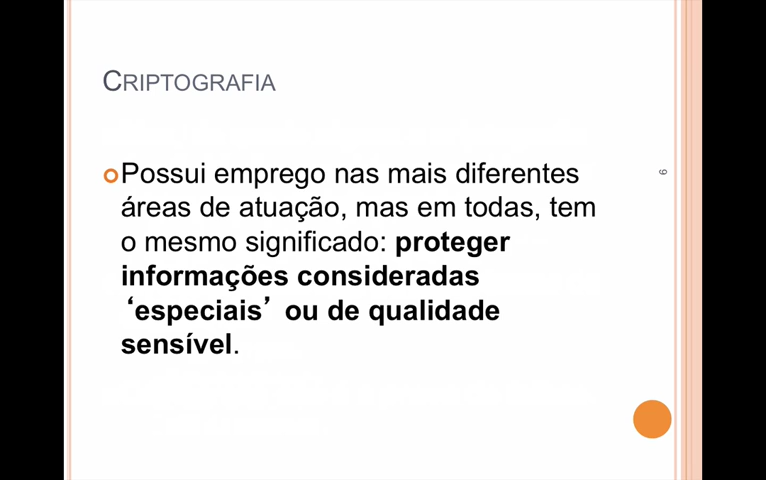 CRIPTOGRAFIA
Possui emprego nas mais diferentes
áreas de atuação, mas em todas, tem
o mesmo significado: proteger
informações consideradas
‘especiais’ ou de qualidade
sensível.